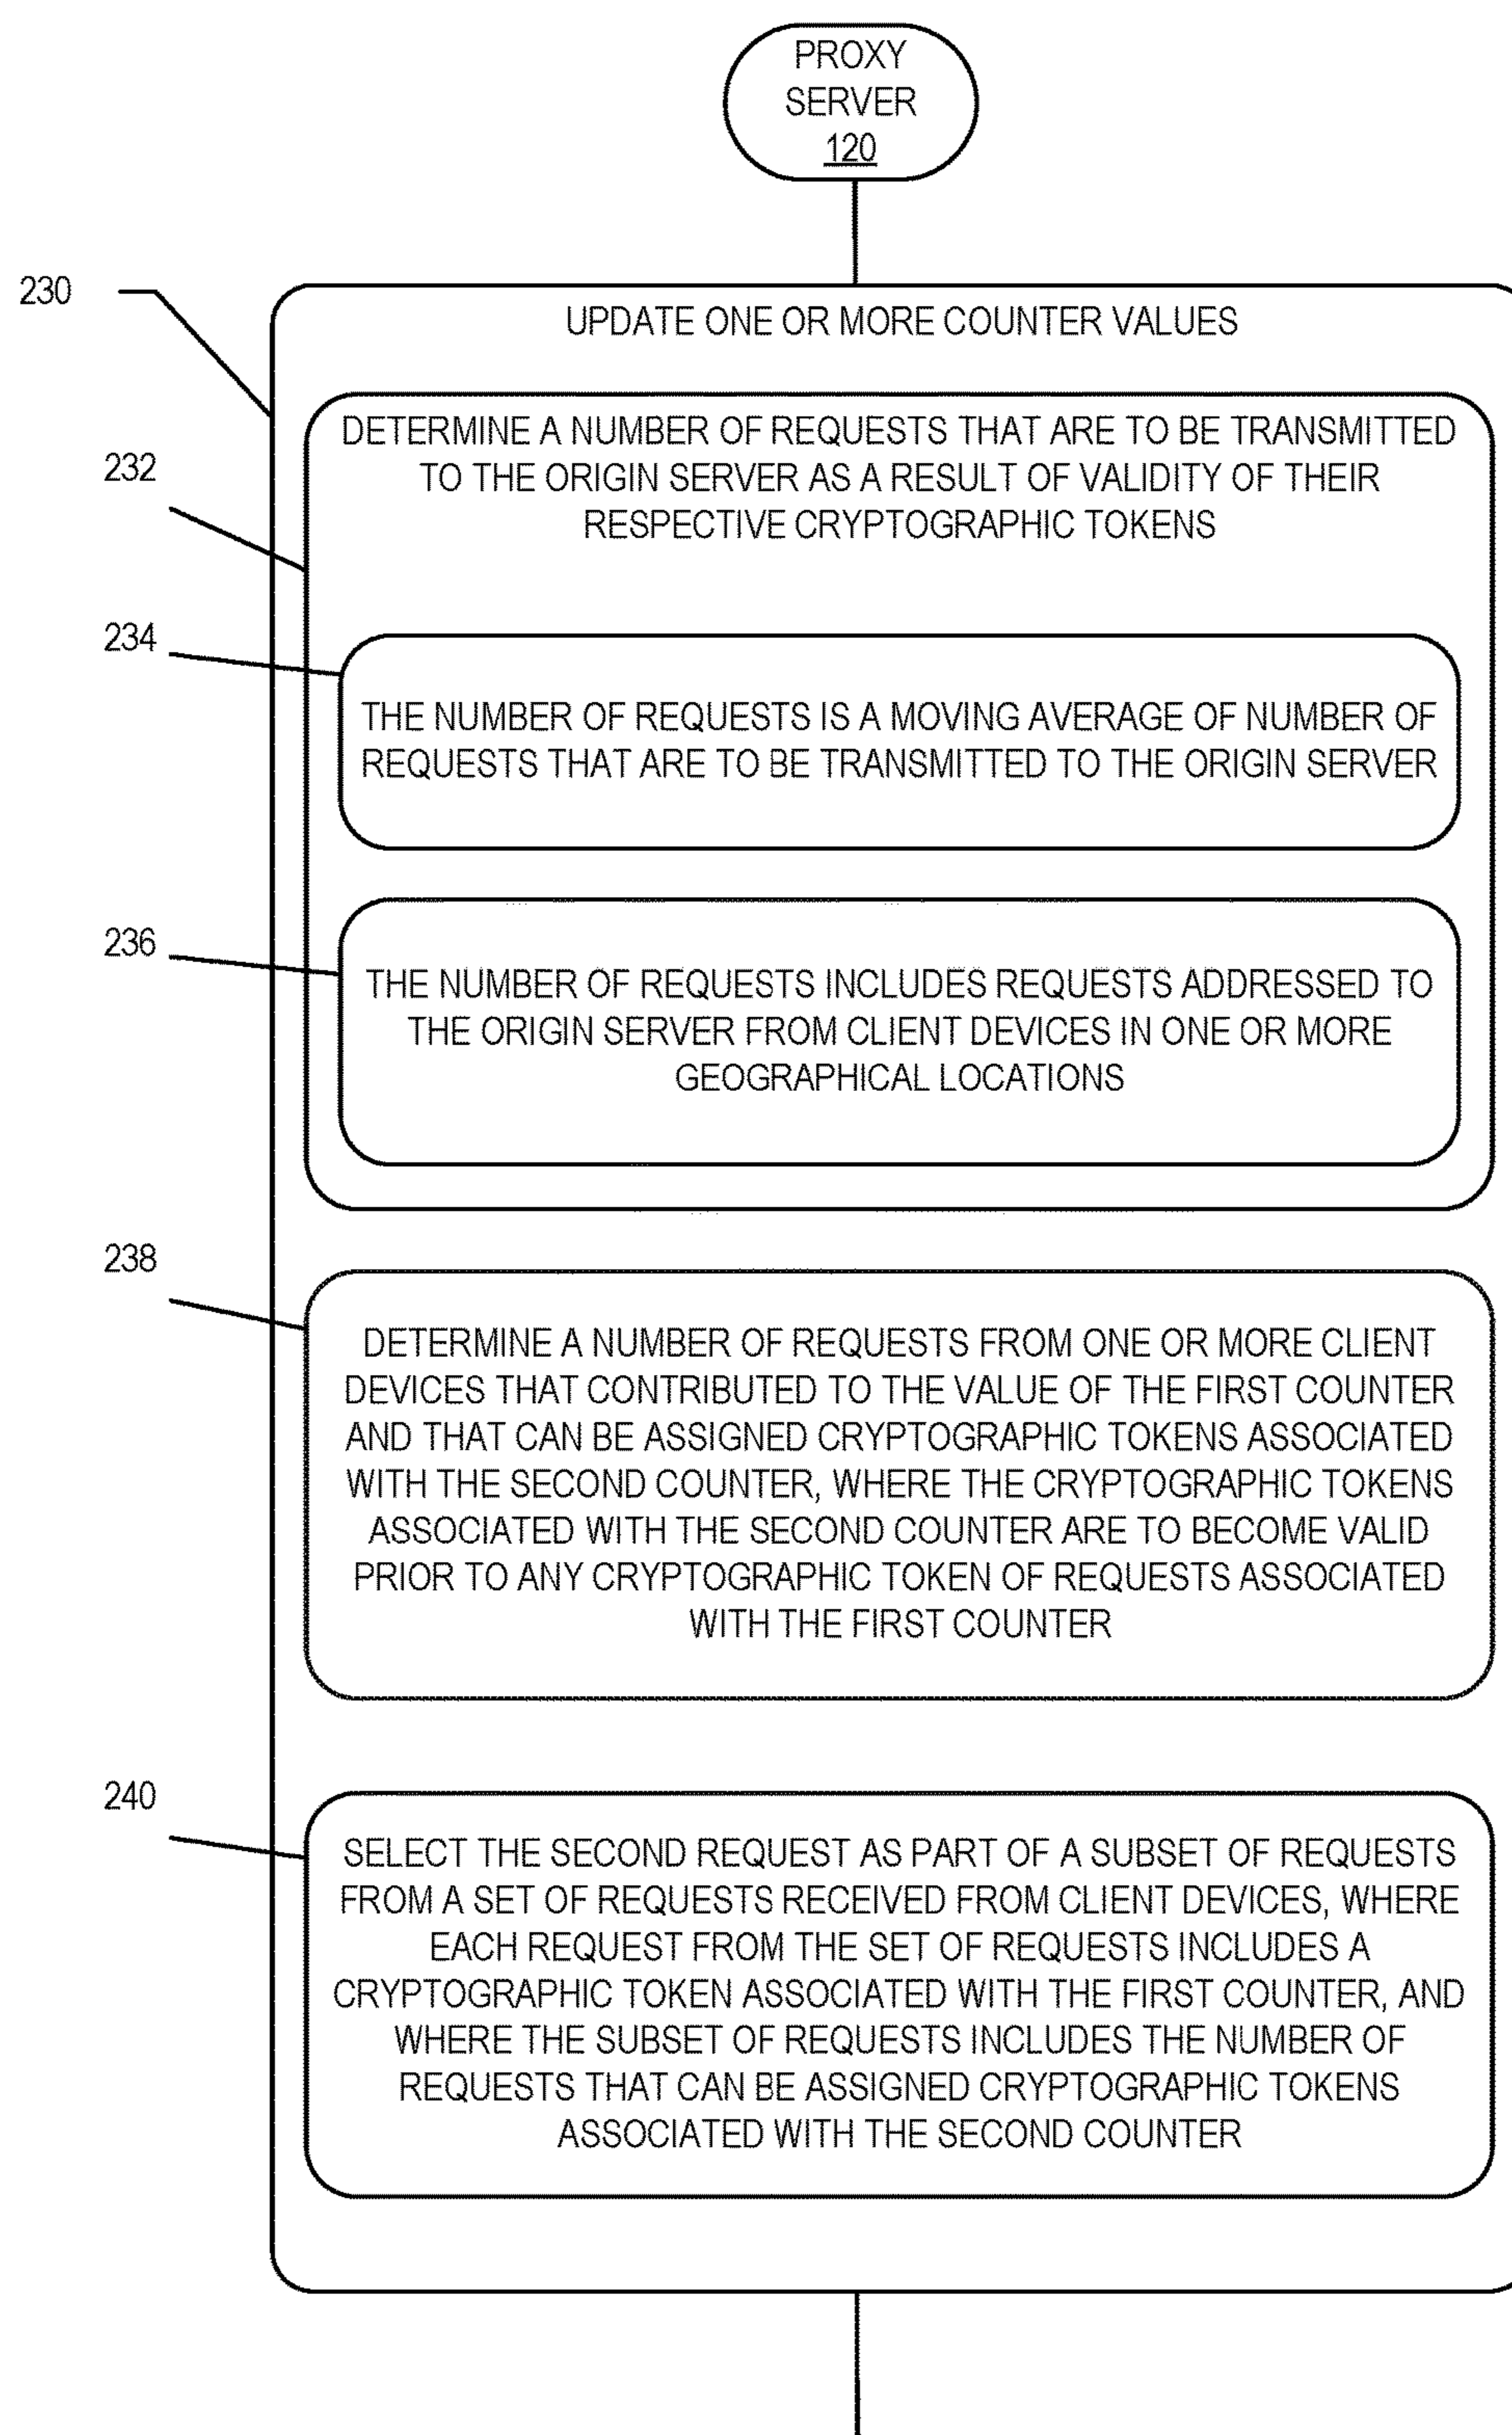 PROXY
SERVER
120
230
UPDATE ONE OR MORE COUNTER VALUES
232
DETERMINE A NUMBER OF REQUESTS THAT ARE TO BE TRANSMITTED
TO THE ORIGIN SERVER AS A RESULT OF VALIDITY OF THEIR
RESPECTIVE CRYPTOGRAPHIC TOKENS
234
THE NUMBER OF REQUESTS IS A MOVING AVERAGE OF NUMBER OF
REQUESTS THAT ARE TO BE TRANSMITTED TO THE ORIGIN SERVER
236
THE NUMBER OF REQUESTS INCLUDES REQUESTS ADDRESSED TO
THE ORIGIN SERVER FROM CLIENT DEVICES IN ONE OR MORE
GEOGRAPHICAL LOCATIONS
238
DETERMINE A NUMBER OF REQUESTS FROM ONE OR MORE CLIENT
DEVICES THAT CONTRIBUTED TO THE VALUE OF THE FIRST COUNTER
AND THAT CAN BE ASSIGNED CRYPTOGRAPHIC TOKENS ASSOCIATED
WITH THE SECOND COUNTER, WHERE THE CRYPTOGRAPHIC TOKENS
ASSOCIATED WITH THE SECOND COUNTER ARE TO BECOME VALID
PRIOR TO ANY CRYPTOGRAPHIC TOKEN OF REQUESTS ASSOCIATED
WITH THE FIRST COUNTER
240
SELECT THE SECOND REQUEST AS PART OF A SUBSET OF REQUESTS
FROM A SET OF REQUESTS RECEIVED FROM CLIENT DEVICES, WHERE
EACH REQUEST FROM THE SET OF REQUESTS INCLUDES A
CRYPTOGRAPHIC TOKEN ASSOCIATED WITH THE FIRST COUNTER, AND
WHERE THE SUBSET OF REQUESTS INCLUDES THE NUMBER OF
REQUESTS THAT CAN BE ASSIGNED CRYPTOGRAPHIC TOKENS
ASSOCIATED WITH THE SECOND COUNTER